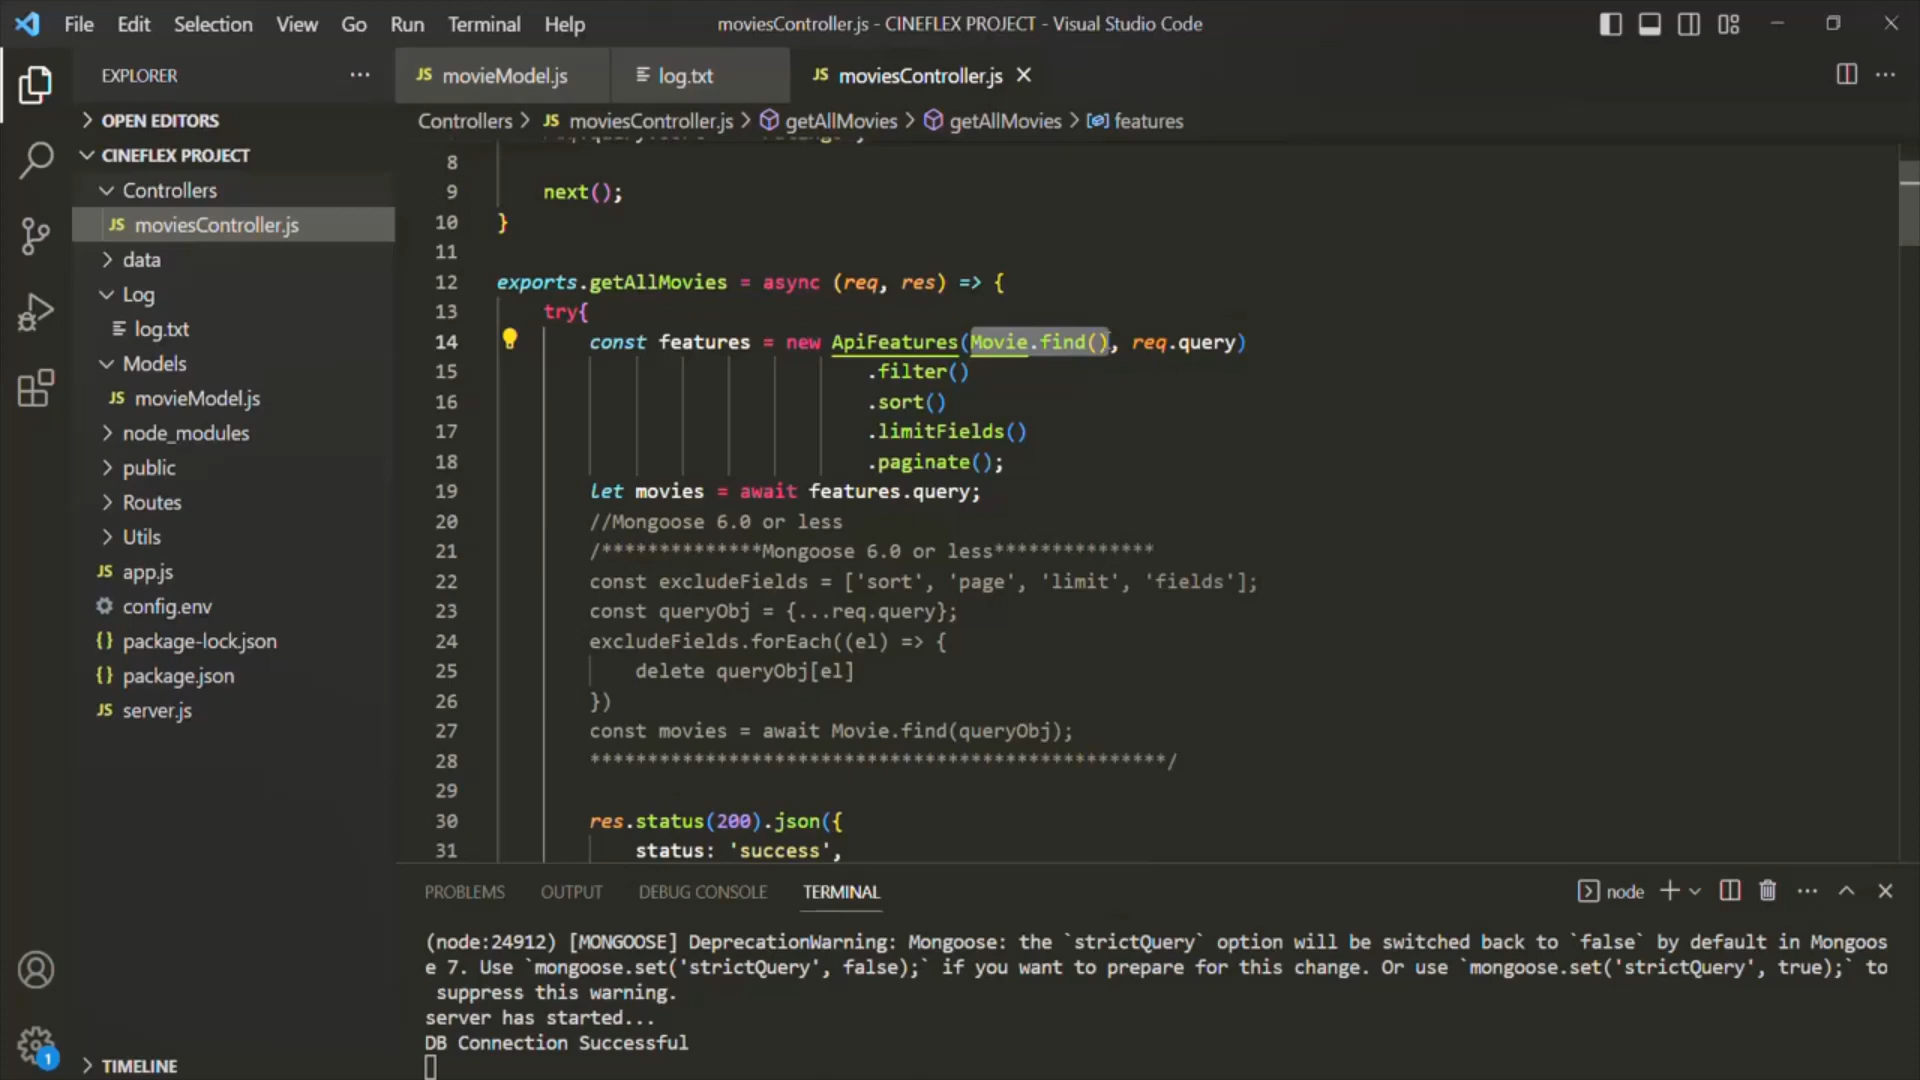 File Edit Selection View Go Run Terminal Help
moviesController.js - CINEFLEX PROJECT - Visual Studio Code
EXPLORER
OPEN EDITORS
CINEFLEX PROJECT
Controllers
JS moviesController.js
data
Log
log.txt
Models
JS movieModel.js
node_modules
public
Routes
Utils
JS app.js
config.env
{} package-lock.json
{} package.json
JS server.js
1
TIMELINE
JS movieModel.js
log.txt
JS moviesController.js
Controllers > JS moviesController.js > getAllMovies > getAllMovies > features
8
9 next();
10 }
11
12 exports.getAllMovies = async (req, res) => {
13 try{
14 const features = new ApiFeatures(Movie.find(), req.query)
15 .filter()
16 .sort()
17 .limitFields()
18 .paginate();
19 let movies = await features.query;
20 //Mongoose 6.0 or less
21 /**************Mongoose 6.0 or less**************
22 const excludeFields = ['sort', 'page', 'limit', 'fields'];
23 const queryObj = {...req.query};
24 excludeFields.forEach((el) => {
25 delete queryObj[el]
26 })
27 const movies = await Movie.find(queryObj);
28 **************************************************/
29
30 res.status(200).json({
31 status: 'success',
PROBLEMS OUTPUT DEBUG CONSOLE TERMINAL
node
(node:24912) [MONGOOSE] DeprecationWarning: Mongoose: the `strictQuery` option will be switched back to `false` by default in Mongoos
e 7. Use `mongoose.set('strictQuery', false);` if you want to prepare for this change. Or use `mongoose.set('strictQuery', true);` to
suppress this warning.
server has started...
DB Connection Successful